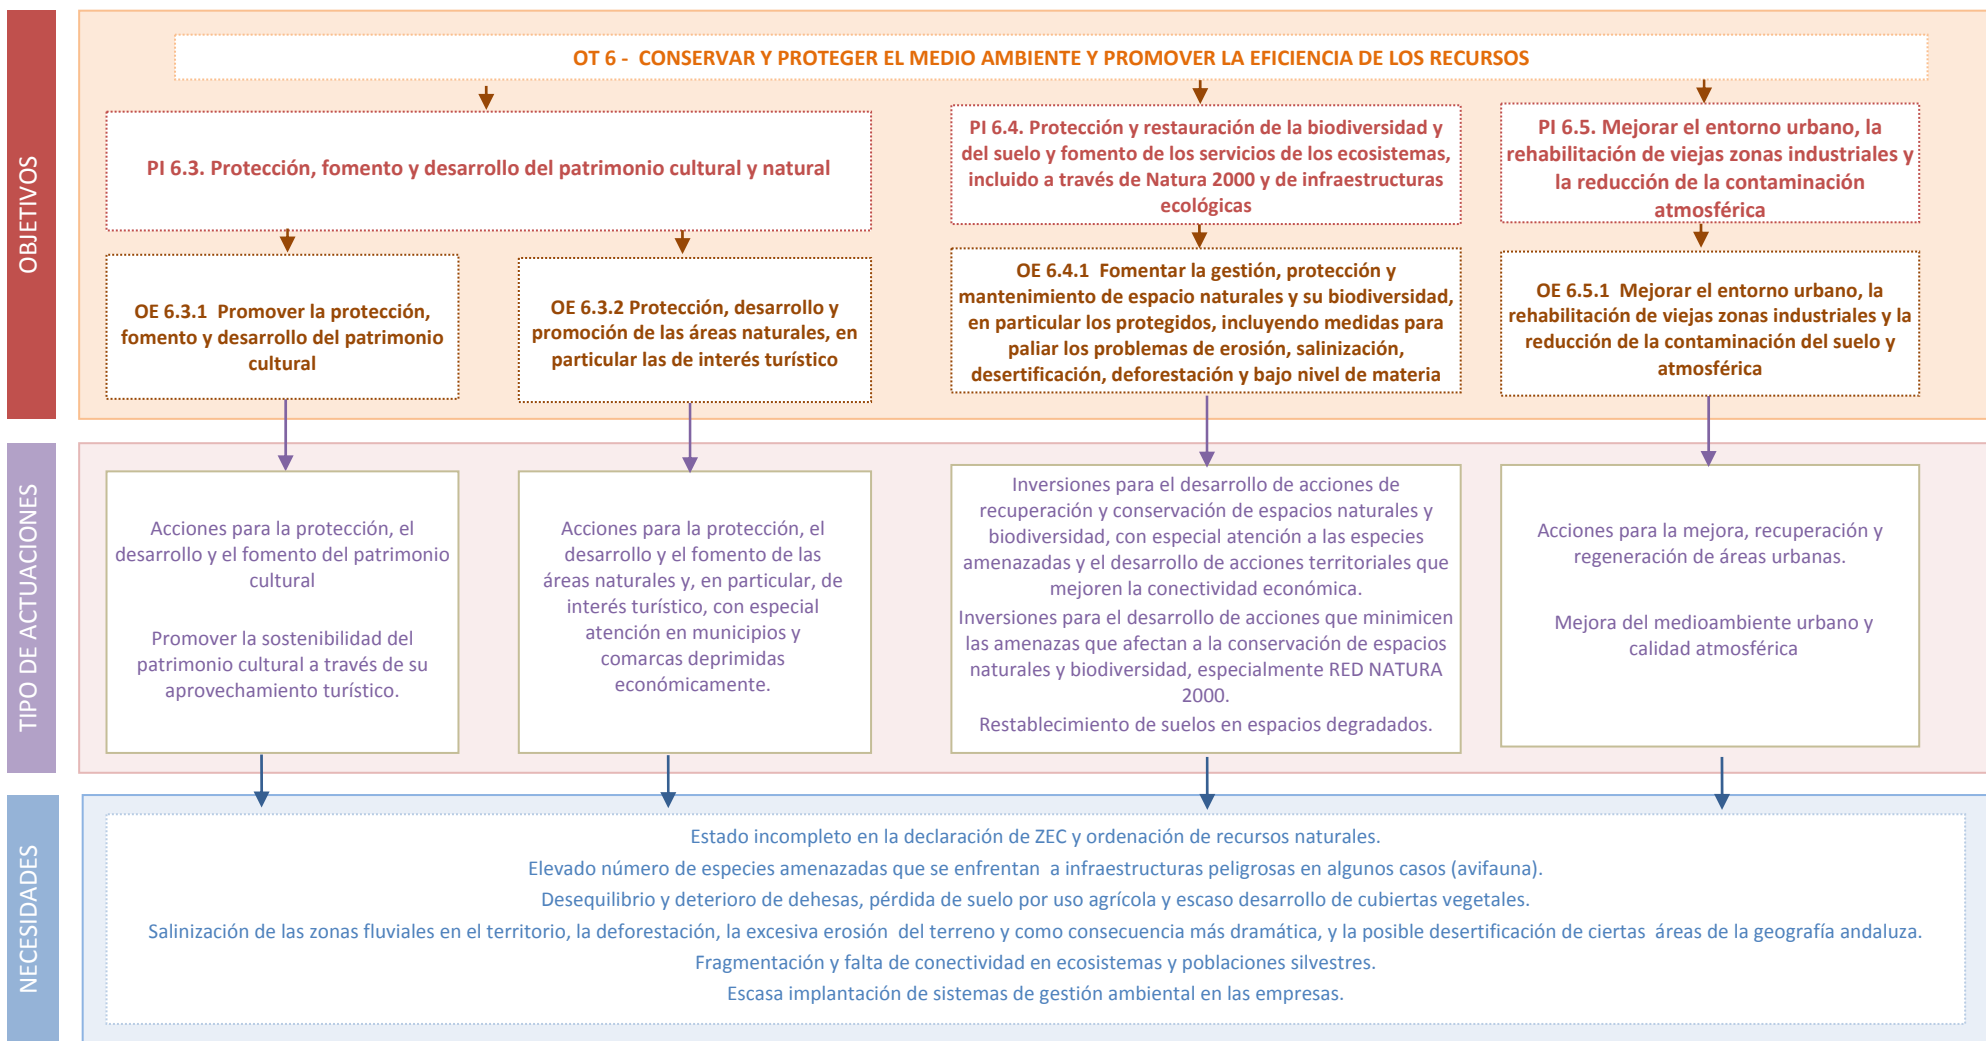 OBJETIVOS
OT 6 - CONSERVAR Y PROTEGER EL MEDIO AMBIENTE Y PROMOVER LA EFICIENCIA DE LOS RECURSOS
PI 6.3. Protección, fomento y desarrollo del patrimonio cultural y natural
PI 6.4. Protección y restauración de la biodiversidad y
del suelo y fomento de los servicios de los ecosistemas,
incluido a través de Natura 2000 y de infraestructuras
ecológicas
PI 6.5. Mejorar el entorno urbano, la
rehabilitación de viejas zonas industriales y
la reducción de la contaminación
atmosférica
OE 6.3.1 Promover la protección,
fomento y desarrollo del patrimonio
cultural
OE 6.3.2 Protección, desarrollo y
promoción de las áreas naturales, en
particular las de interés turístico
OE 6.4.1 Fomentar la gestión, protección y
mantenimiento de espacio naturales y su biodiversidad,
en particular los protegidos, incluyendo medidas para
paliar los problemas de erosión, salinización,
desertificación, deforestación y bajo nivel de materia
OE 6.5.1 Mejorar el entorno urbano, la
rehabilitación de viejas zonas industriales y la
reducción de la contaminación del suelo y
atmosférica
TIPO DE ACTUACIONES
Acciones para la protección, el
desarrollo y el fomento del patrimonio
cultural
Promover la sostenibilidad del
patrimonio cultural a través de su
aprovechamiento turístico.
Acciones para la protección, el
desarrollo y el fomento de las
áreas naturales y, en particular, de
interés turístico, con especial
atención en municipios y
comarcas deprimidas
económicamente.
Inversiones para el desarrollo de acciones de
recuperación y conservación de espacios naturales y
biodiversidad, con especial atención a las especies
amenazadas y el desarrollo de acciones territoriales que
mejoren la conectividad económica.
Inversiones para el desarrollo de acciones que minimicen
las amenazas que afectan a la conservación de espacios
naturales y biodiversidad, especialmente RED NATURA
2000.
Restablecimiento de suelos en espacios degradados.
Acciones para la mejora, recuperación y
regeneración de áreas urbanas.
Mejora del medioambiente urbano y
calidad atmosférica
NECESIDADES
Estado incompleto en la declaración de ZEC y ordenación de recursos naturales.
Elevado número de especies amenazadas que se enfrentan a infraestructuras peligrosas en algunos casos (avifauna).
Desequilibrio y deterioro de dehesas, pérdida de suelo por uso agrícola y escaso desarrollo de cubiertas vegetales.
Salinización de las zonas fluviales en el territorio, la deforestación, la excesiva erosión del terreno y como consecuencia más dramática, y la posible desertificación de ciertas áreas de la geografía andaluza.
Fragmentación y falta de conectividad en ecosistemas y poblaciones silvestres.
Escasa implantación de sistemas de gestión ambiental en las empresas.